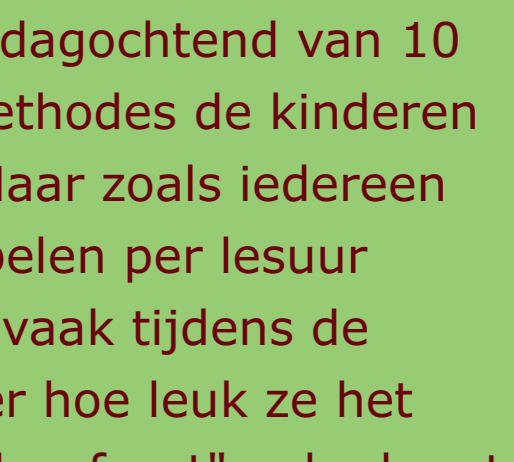 dagochtend van 10
ethodes de kinderen
aar zoals iedereen
elen per lesuur
vaak tijdens de
er hoe leuk ze het